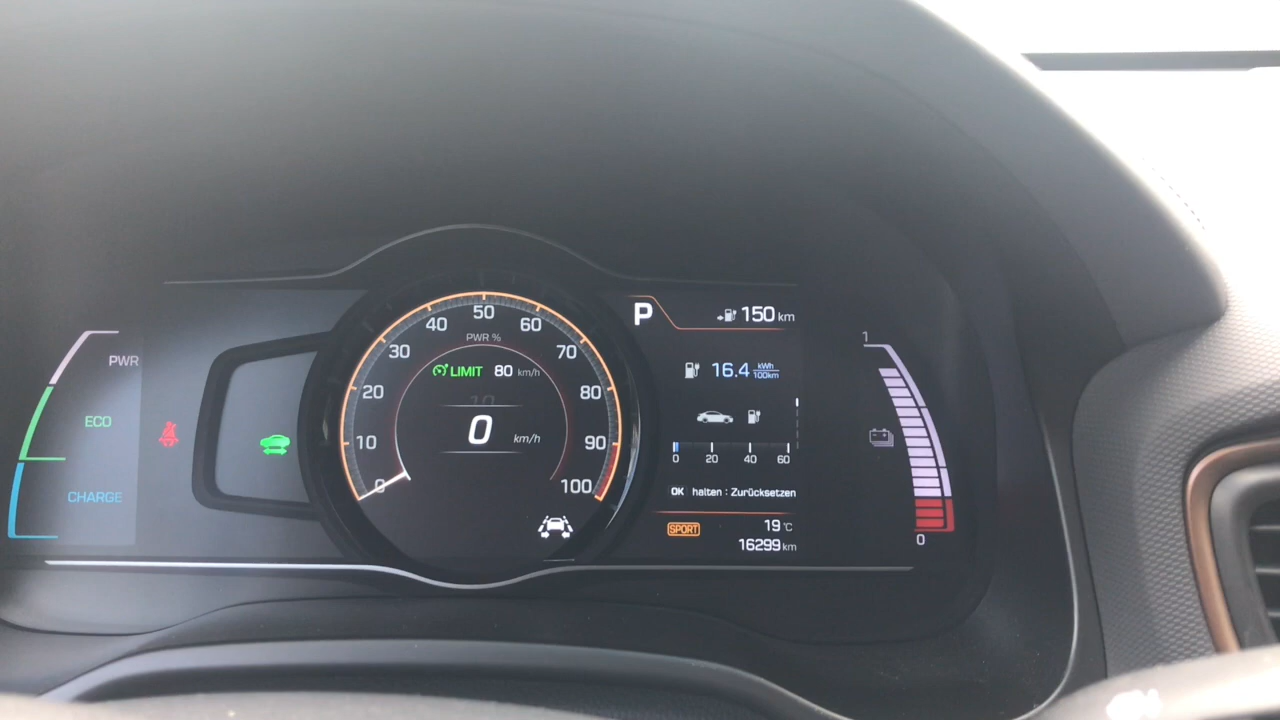 PWR
ECO
CHARGE
0
10
20
30
40
50
60
70
80
90
100
PWR %
LIMIT 80 km/h
10
0 km/h
P
150 km
16.4 kWh/100km
0 20 40 60
OK halten : Zurücksetzen
SPORT
19 °C
16299 km
1
0